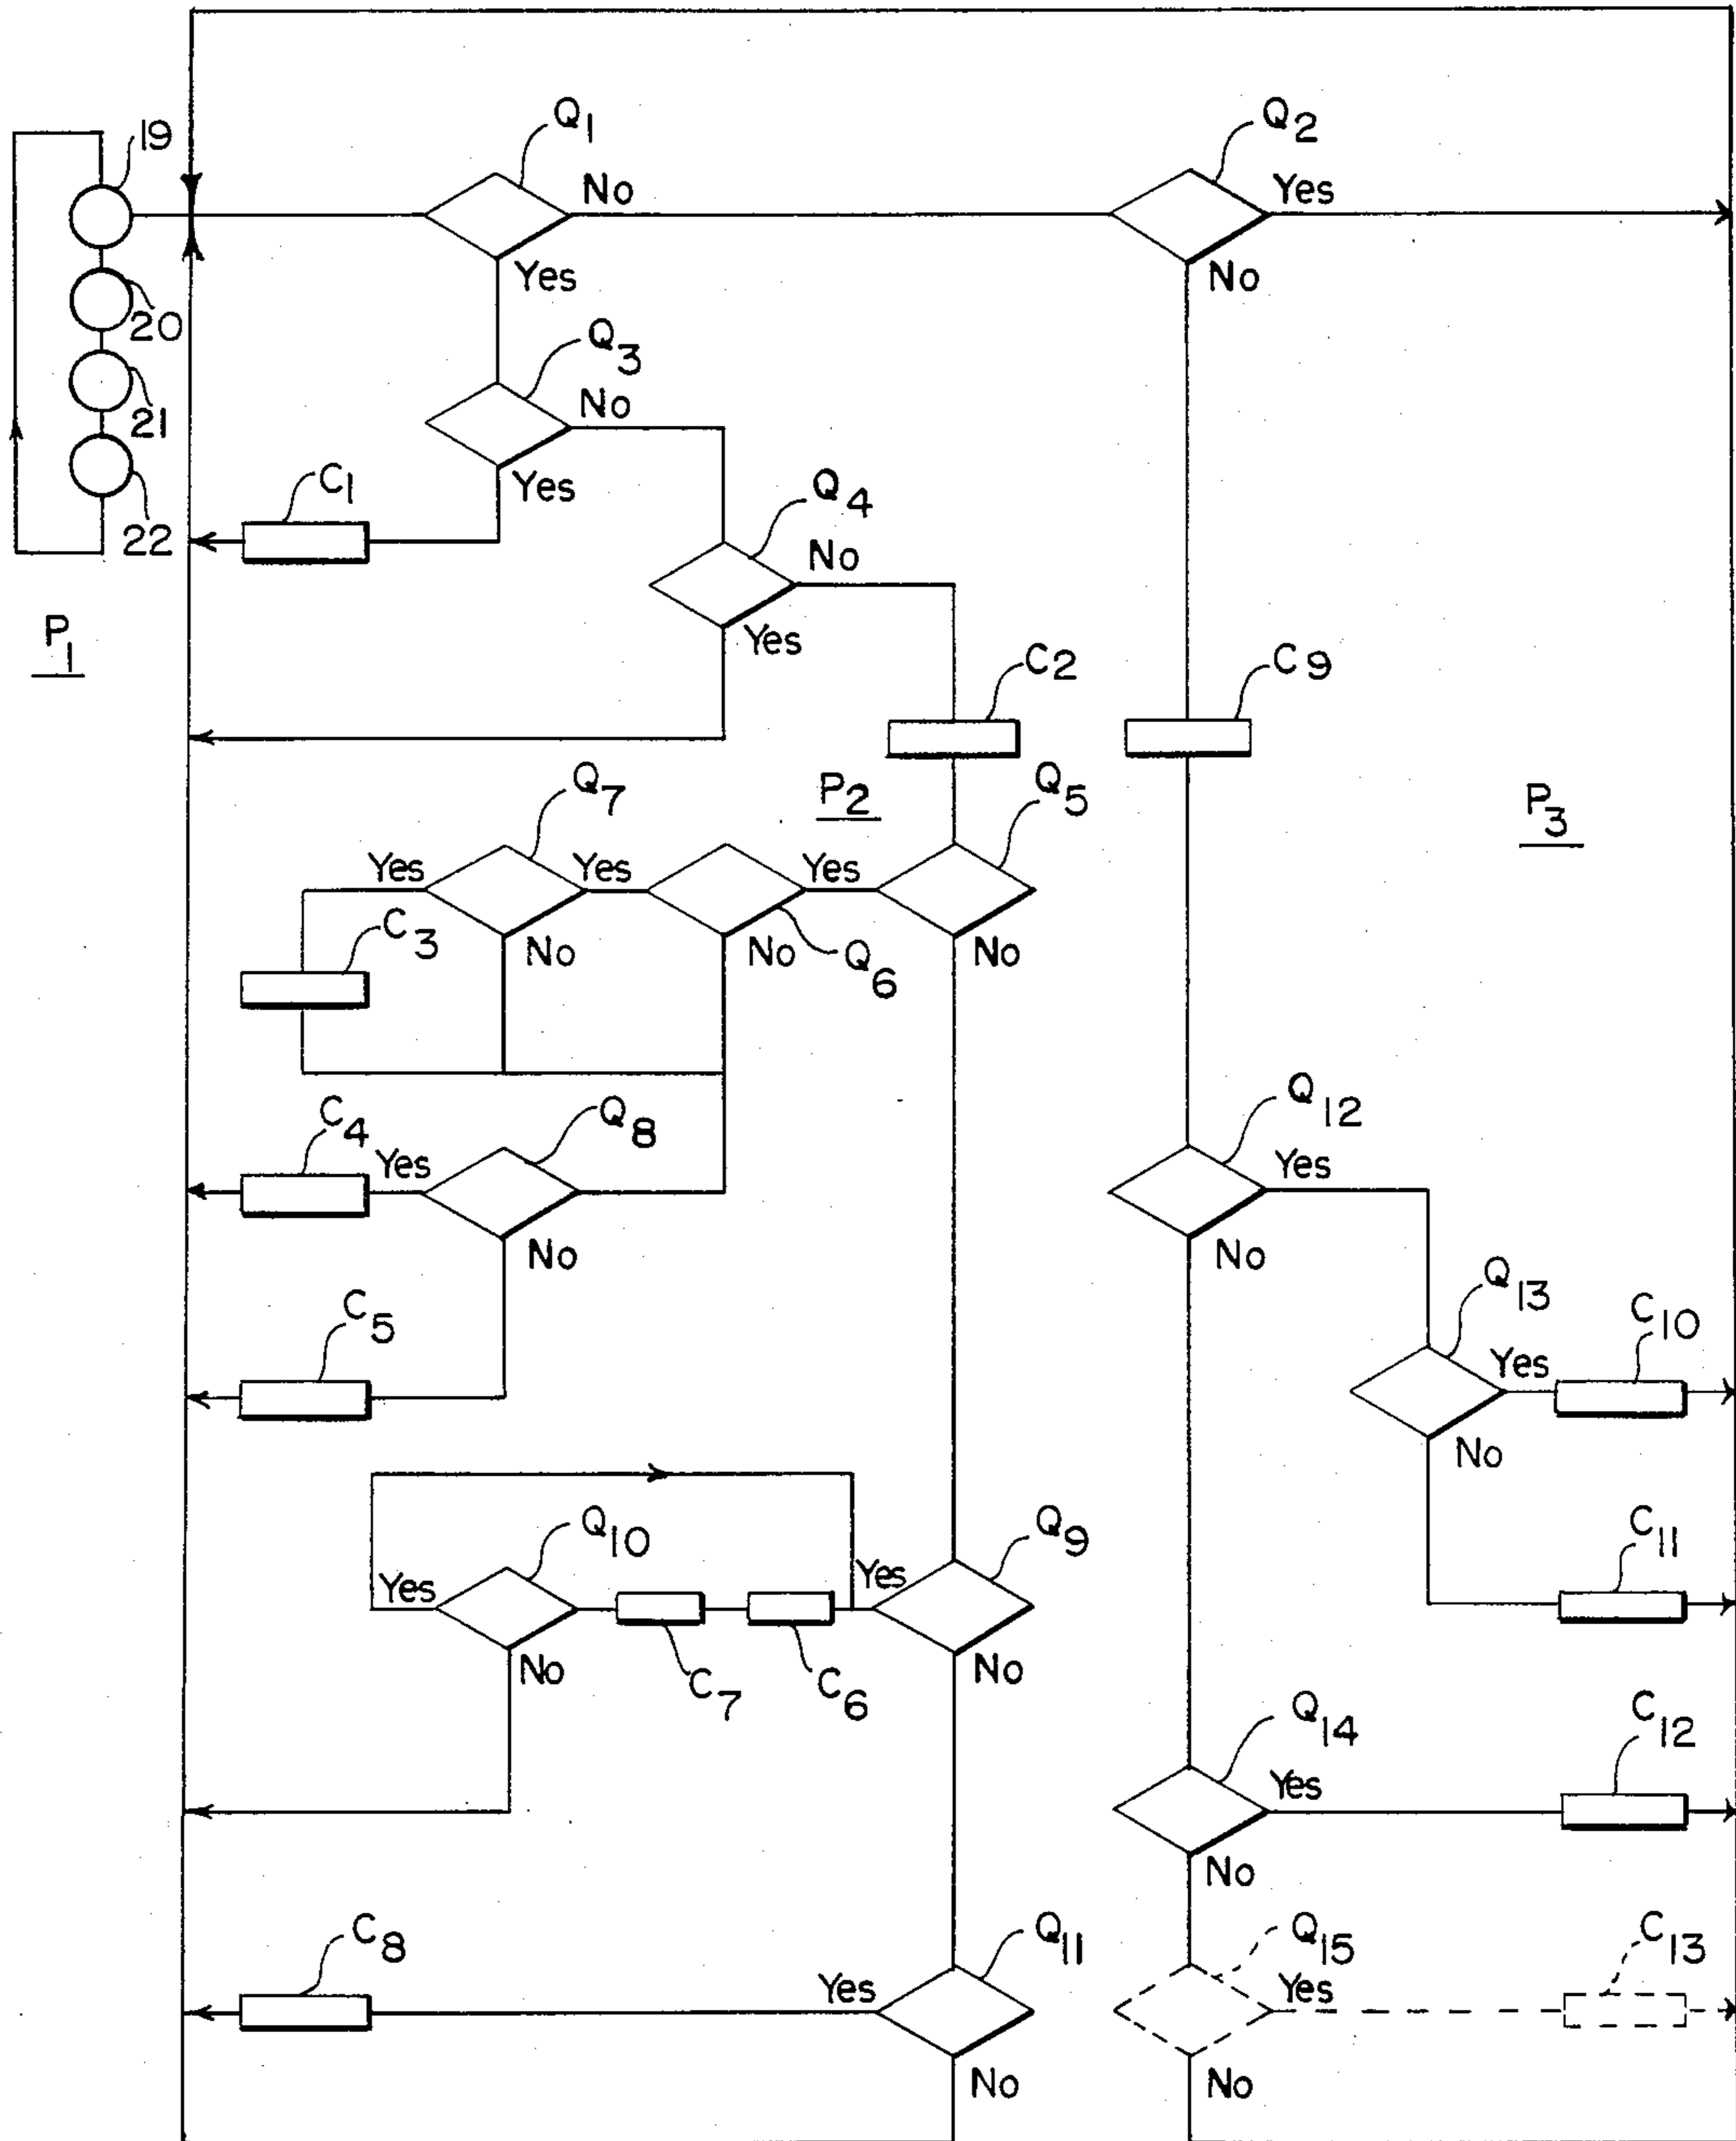 19
Q1
Q2
No
Yes
Yes
No
20
Q3
No
21
Yes
C1
Q4
22
No
P1
Yes
C2
C9
Q7
P2
Q5
P3
Yes
Yes
Yes
C3
No
No
Q6
No
Q12
C4
Q8
Yes
Yes
No
No
Q13
C5
C10
Yes
No
C11
Q10
Q9
Yes
Yes
No
C7
C6
No
Q14
C12
Yes
No
C8
Q11
Q15
C13
Yes
Yes
No
No